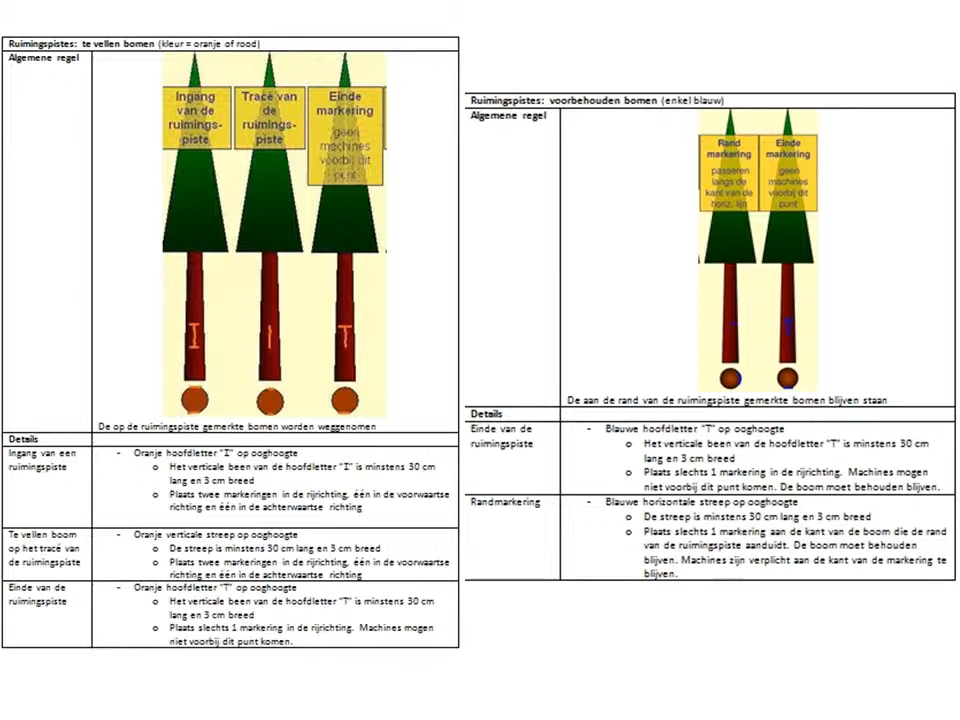 Ruimingspistes: te vellen bomen (kleur = oranje of rood)
Algemene regel
Ingang van de ruimings- piste
Trace van de ruimings- piste
Einde markering geen machines voorbij dit punt
De op de ruimingspiste gemerkte bomen worden weggenomen
Details
Ingang van een ruimingspiste
- Oranje hoofdletter "I" op ooghoogte
o Het verticale been van de hoofdletter "I" is minstens 30 cm
lang en 3 cm breed
o Plaats twee markeringen in de rijrichting, één in de voorwaartse
richting en één in de achterwaartse richting
Te vellen boom op het tracé van de ruimingspiste
- Oranje verticale streep op ooghoogte
o De streep is minstens 30 cm lang en 3 cm breed
o Plaats twee markeringen in de rijrichting, één in de voorwaartse
richting en één in de achterwaartse richting
Einde van de ruimingspiste
- Oranje hoofdletter "T" op ooghoogte
o Het verticale been van de hoofdletter "T" is minstens 30 cm
lang en 3 cm breed
o Plaats slechts 1 markering in de rijrichting. Machines mogen
niet voorbij dit punt komen.
Ruimingspistes: voorbehouden bomen (enkel blauw)
Algemene regel
Rand markering passeren langs de kant van de horiz. lijn
Einde markering geen machines voorbij dit punt
De aan de rand van de ruimingspiste gemerkte bomen blijven staan
Details
Einde van de ruimingspiste
- Blauwe hoofdletter "T" op ooghoogte
o Het verticale been van de hoofdletter "T" is minstens 30 cm
lang en 3 cm breed
o Plaats slechts 1 markering in de rijrichting. Machines mogen
niet voorbij dit punt komen. De boom moet behouden blijven.
Randmarkering
- Blauwe horizontale streep op ooghoogte
o De streep is minstens 30 cm lang en 3 cm breed
o Plaats slechts 1 markering aan de kant van de boom die de rand
van de ruimingspiste aanduidt. De boom moet behouden
blijven. Machines zijn verplicht aan de kant van de markering te
blijven.